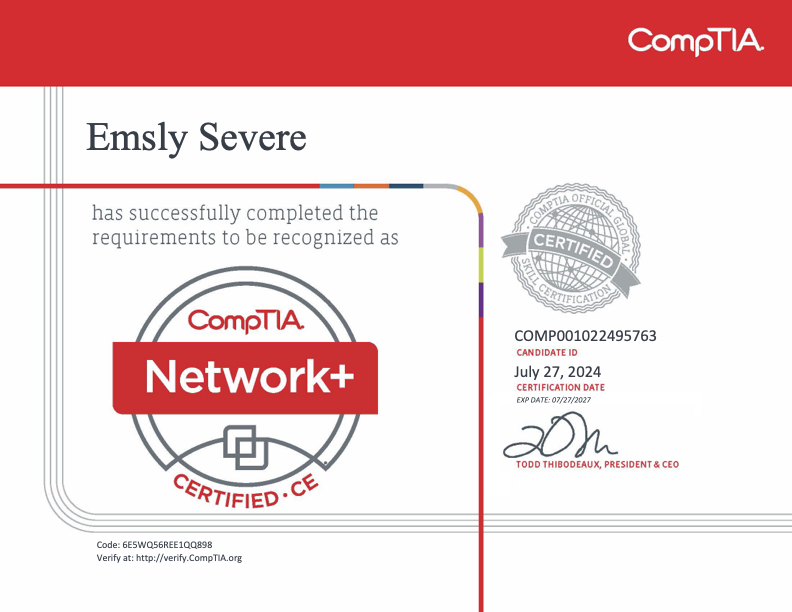 CompTIA.
Emsly Severe
has successfully completed the
requirements to be recognized as
CompTIA.
Network+
CERTIFIED • CE
COMPTIA OFFICIAL GLOBAL
CERTIFIED
SKILL CERTIFICATION
COMP001022495763
CANDIDATE ID
July 27, 2024
CERTIFICATION DATE
EXP DATE: 07/27/2027
TODD THIBODEAUX, PRESIDENT & CEO
Code: 6E5WQ56REE1QQ898
Verify at: http://verify.CompTIA.org